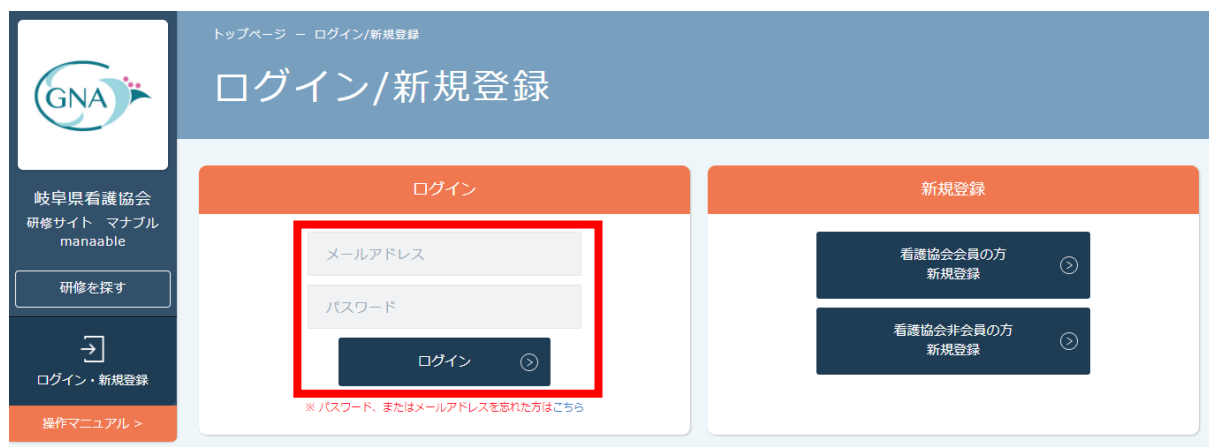 GNA
岐阜県看護協会
研修サイト マナブル
manaable
研修を探す
ログイン・新規登録
操作マニュアル >
トップページ − ログイン/新規登録
ログイン/新規登録
ログイン
メールアドレス
パスワード
ログイン
※ パスワード、またはメールアドレスを忘れた方はこちら
新規登録
看護協会会員の方
新規登録
看護協会非会員の方
新規登録